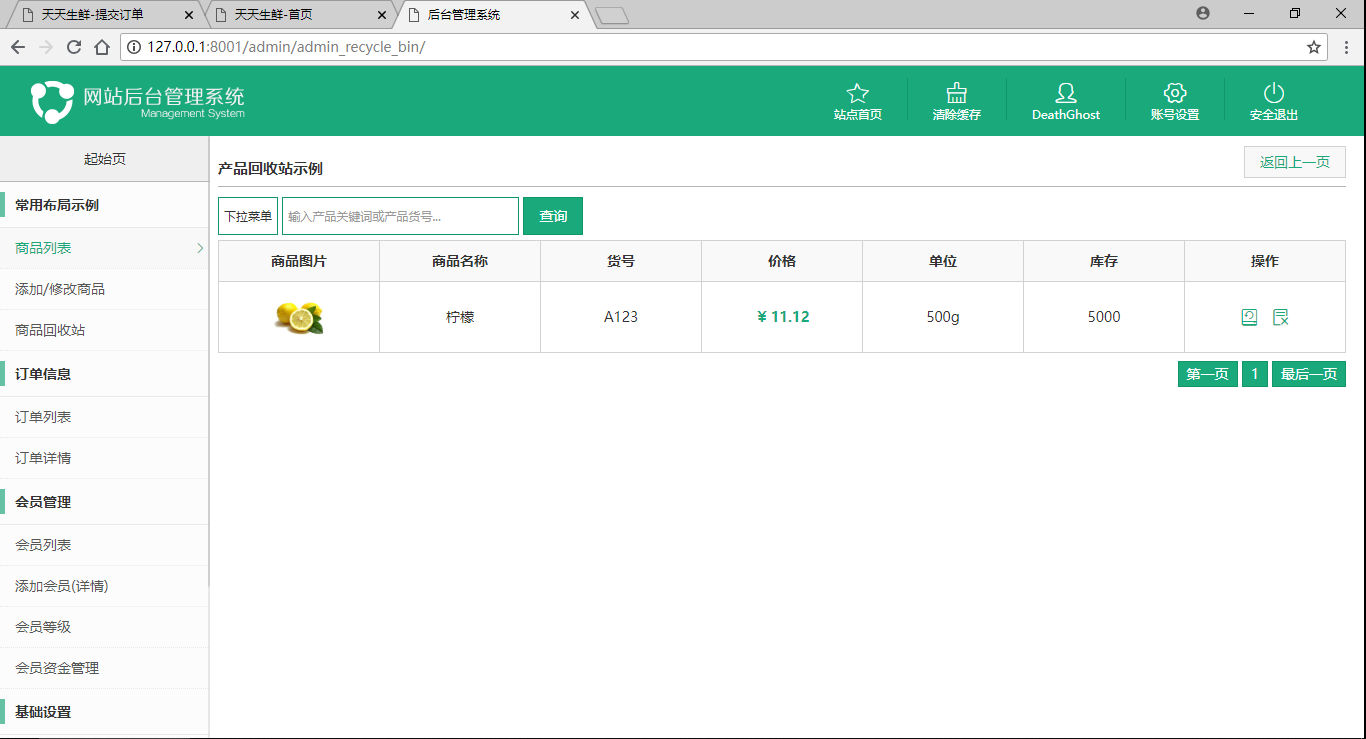 天天生鲜-提交订单
天天生鲜-首页
后台管理系统
127.0.0.1:8001/admin/admin_recycle_bin/
网站后台管理系统
Management System
站点首页
清除缓存
DeathGhost
账号设置
安全退出
起始页
常用布局示例
商品列表
添加/修改商品
商品回收站
订单信息
订单列表
订单详情
会员管理
会员列表
添加会员(详情)
会员等级
会员资金管理
基础设置
产品回收站示例
返回上一页
下拉菜单 输入产品关键词或产品货号... 查询
商品图片 商品名称 货号 价格 单位 库存 操作
柠檬 A123 ¥ 11.12 500g 5000
第一页 1 最后一页